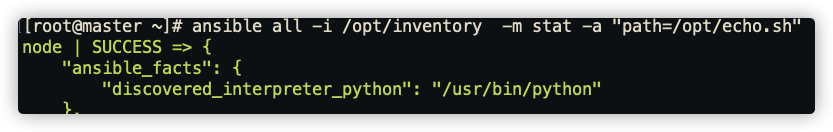 [[root@master ~]# ansible all -i /opt/inventory  -m stat -a "path=/opt/echo.sh"
node | SUCCESS => {
    "ansible_facts": {
        "discovered_interpreter_python": "/usr/bin/python"
    },